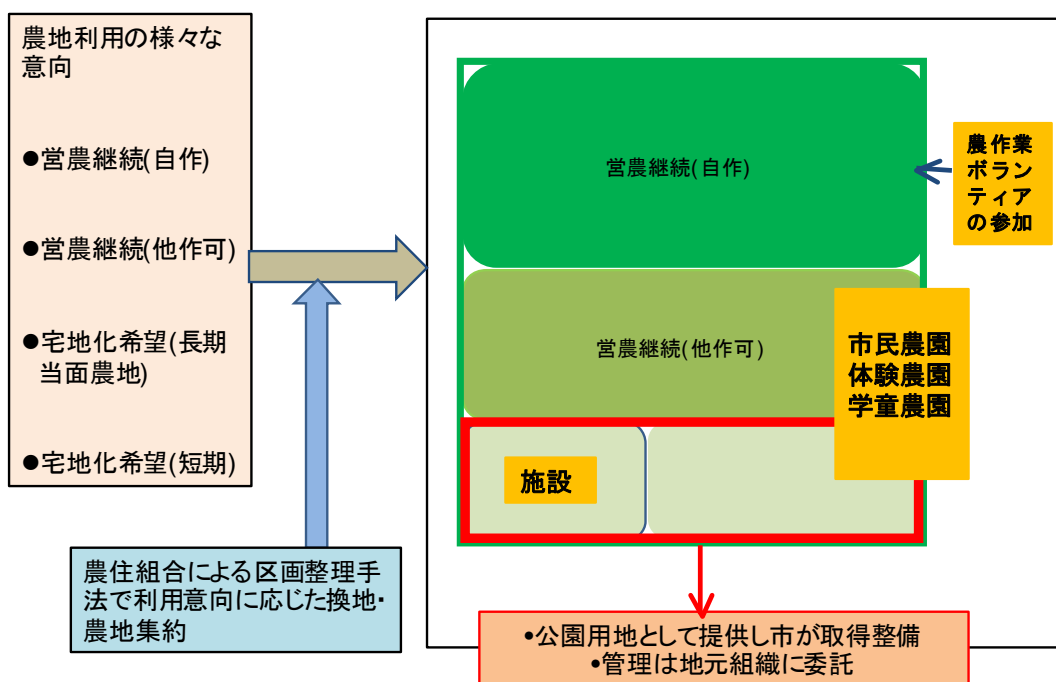 農地利用の様々な
意向
●営農継続(自作)
●営農継続(他作可)
●宅地化希望(長期
当面農地)
●宅地化希望(短期)
農住組合による区画整理手
法で利用意向に応じた換地・
農地集約
営農継続(自作)
農作業
ボラン
ティア
の参加
営農継続(他作可)
市民農園
体験農園
学童農園
施設
•公園用地として提供し市が取得整備
•管理は地元組織に委託